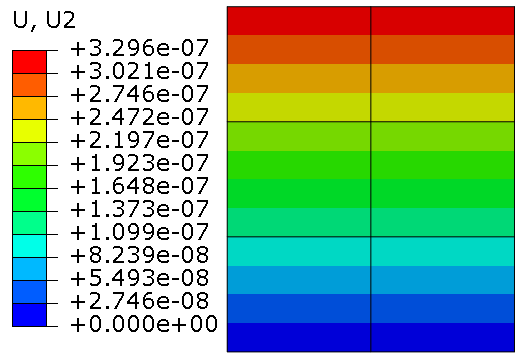 U, U2
+3.296e-07
+3.021e-07
+2.746e-07
+2.472e-07
+2.197e-07
+1.923e-07
+1.648e-07
+1.373e-07
+1.099e-07
+8.239e-08
+5.493e-08
+2.746e-08
+0.000e+00